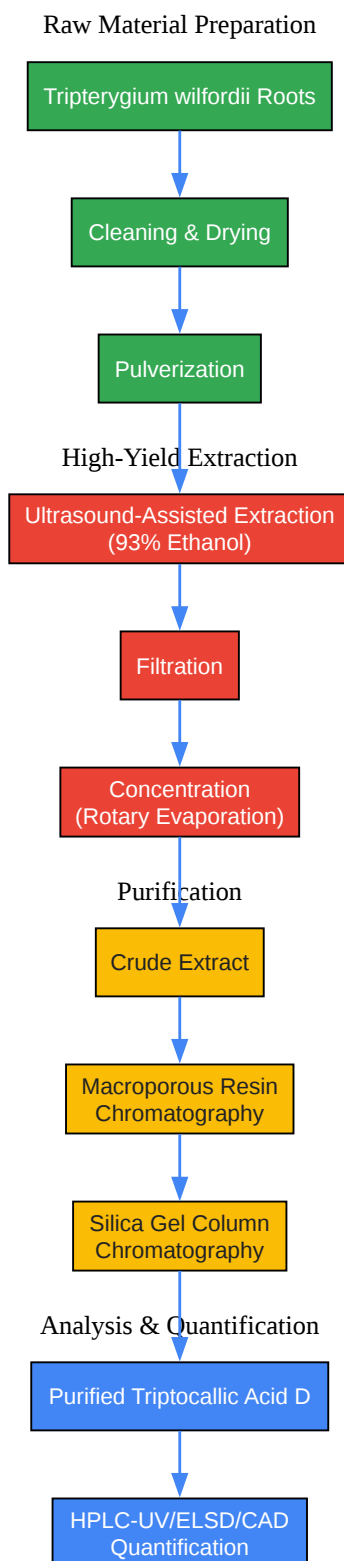 Raw Material Preparation
Tripterygium wilfordii Roots
Cleaning & Drying
Pulverization
High-Yield Extraction
Ultrasound-Assisted Extraction
(93% Ethanol)
Filtration
Concentration
(Rotary Evaporation)
Purification
Crude Extract
Macroporous Resin
Chromatography
Silica Gel Column
Chromatography
Analysis & Quantification
Purified Triptocallic Acid D
HPLC-UV/ELSD/CAD
Quantification